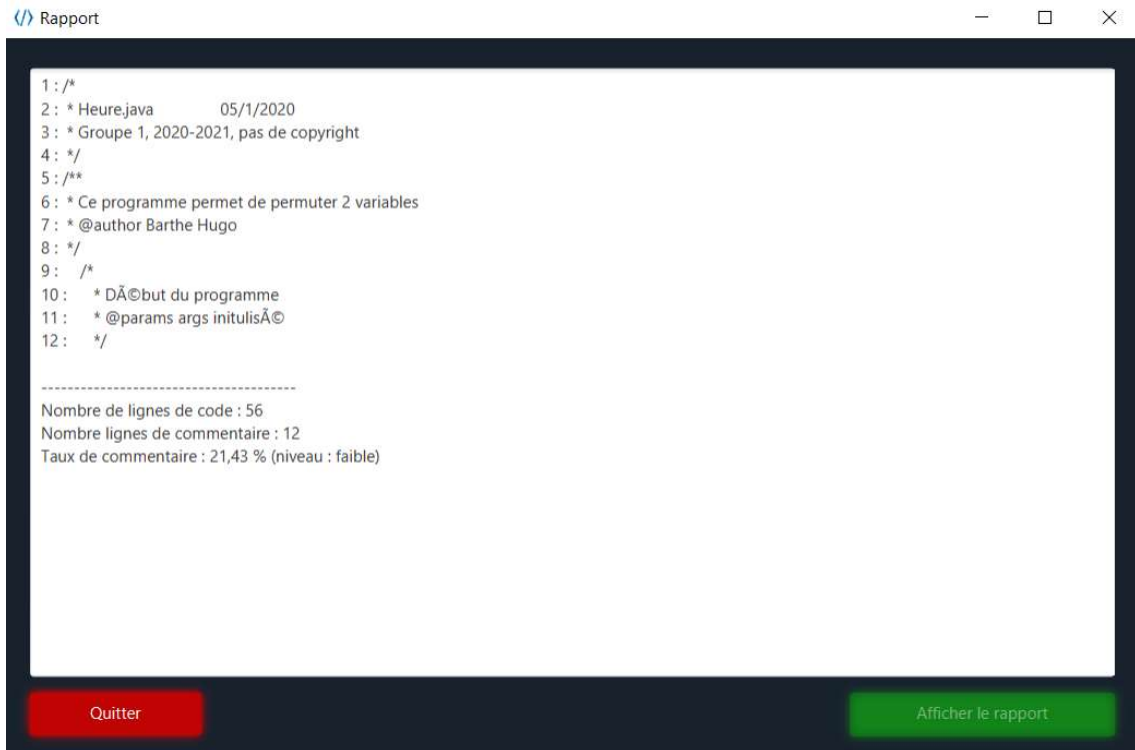 </> Rapport
1 : /*
2 :  * Heure.java 05/1/2020
3 :  * Groupe 1, 2020-2021, pas de copyright
4 :  */
5 : /**
6 :  * Ce programme permet de permuter 2 variables
7 :  * @author Barthe Hugo
8 :  */
9 :     /*
10 :      * DÃ©but du programme
11 :      * @params args initulisÃ©
12 :      */
---------------------------------------
Nombre de lignes de code : 56
Nombre lignes de commentaire : 12
Taux de commentaire : 21,43 % (niveau : faible)
Quitter
Afficher le rapport